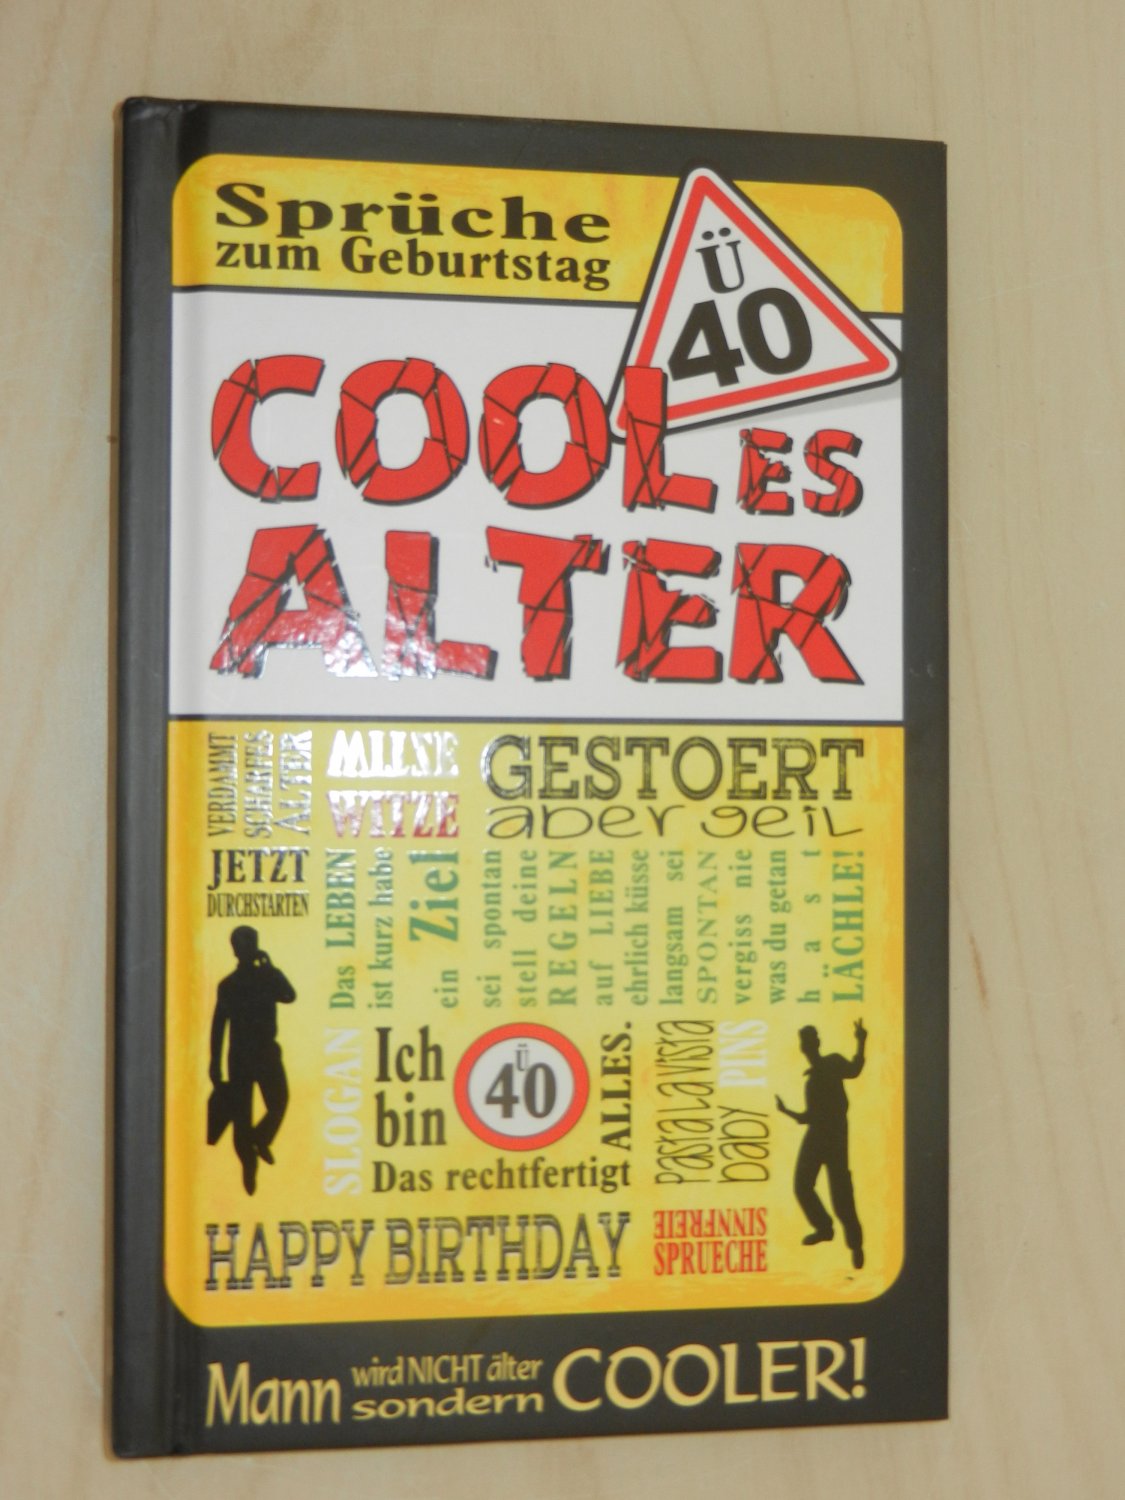 Sprüche
zum Geburtstag
Ü
40
COOLES
ALTER
VERDAMMT
SCHARFES
ALTER
WITZE
GESTOERT
aber geil
JETZT
DURCHSTARTEN
Das LEBEN
ist kurz habe
ein Ziel
sei spontan
stell deine
REGELN
auf LIEBE
ehrlich küsse
langsam sei
SPONTAN
vergiss nie
was du getan
hast
LÄCHLE!
SLOGAN
Ich
bin
Ü
40
Das rechtfertigt
ALLES.
Pasta La Vista
baby PINS
HAPPY BIRTHDAY
SINNFREIE
SPRUECHE
Mann wird NICHT älter
sondern COOLER!